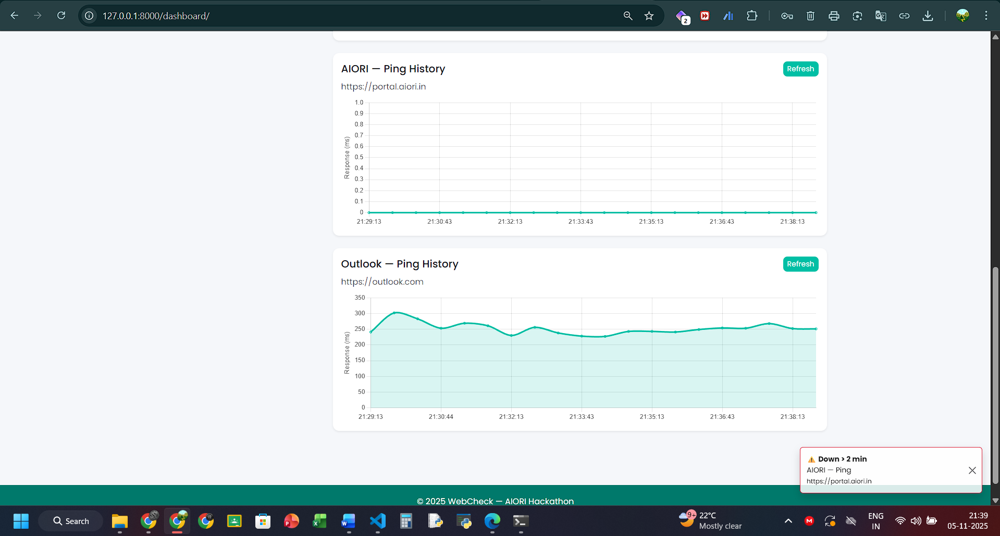 127.0.0.1:8000/dashboard/
2
AIORI — Ping History
Refresh
https://portal.aiori.in
1.0
0.9
0.8
0.7
0.6
0.5
0.4
0.3
0.2
0.1
0
Response (ms)
21:29:13
21:30:43
21:32:13
21:33:43
21:35:13
21:36:43
21:38:13
Outlook — Ping History
Refresh
https://outlook.com
350
300
250
200
150
100
50
0
Response (ms)
21:29:13
21:30:44
21:32:13
21:33:43
21:35:13
21:36:43
21:38:13
⚠ Down > 2 min
AIORI — Ping
https://portal.aiori.in
© 2025 WebCheck — AIORI Hackathon
Search
9+
22°C
Mostly clear
M
ENG
IN
21:39
05-11-2025